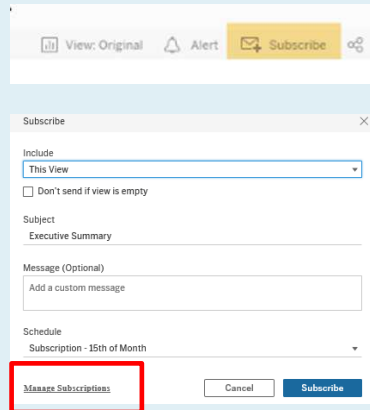 View: Original Alert Subscribe
Subscribe
Include
This View
Don't send if view is empty
Subject
Executive Summary
Message (Optional)
Add a custom message
Schedule
Subscription - 15th of Month
Manage Subscriptions Cancel Subscribe